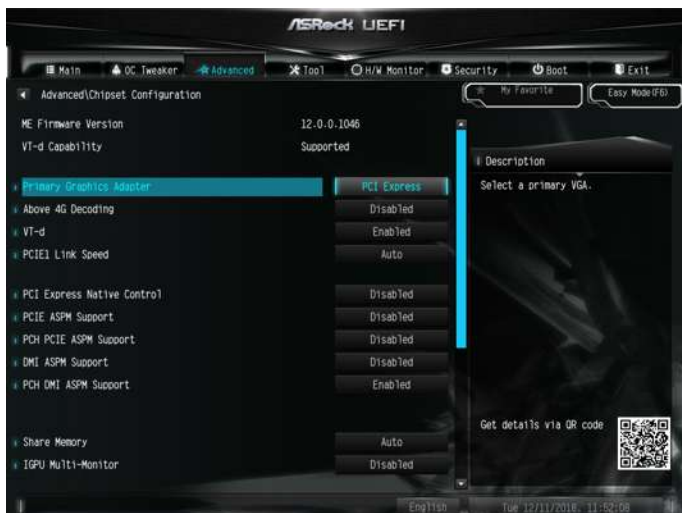 ASRock UEFI
Main OC Tweaker Advanced Tool H/W Monitor Security Boot Exit
Advanced\Chipset Configuration
My Favorite Easy Mode(F6)
ME Firmware Version 12.0.0.1046
VT-d Capability Supported
Description
Primary Graphics Adapter PCI Express
Select a primary VGA.
Above 4G Decoding Disabled
VT-d Enabled
PCIE1 Link Speed Auto
PCI Express Native Control Disabled
PCIE ASPM Support Disabled
PCH PCIE ASPM Support Disabled
DMI ASPM Support Disabled
PCH DMI ASPM Support Enabled
Get details via QR code
Share Memory Auto
IGPU Multi-Monitor Disabled
English Tue 12/11/2018. 11:52:08